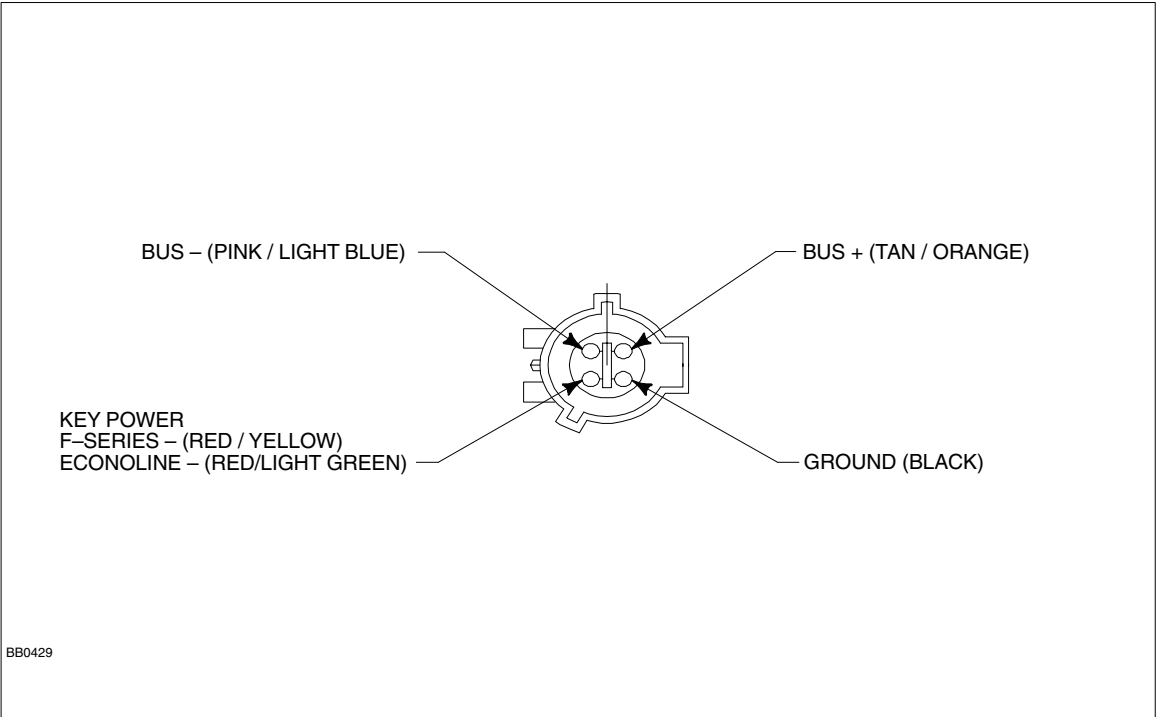 BUS – (PINK / LIGHT BLUE)
BUS + (TAN / ORANGE)
KEY POWER
F–SERIES – (RED / YELLOW)
ECONOLINE – (RED/LIGHT GREEN)
GROUND (BLACK)
BB0429